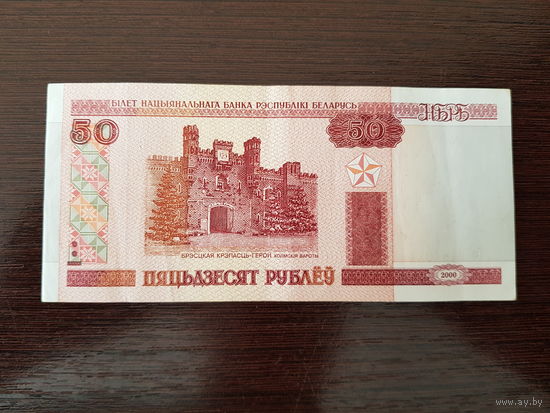 БІЛЕТ НАЦЫЯНАЛЬНАГА БАНКА РЭСПУБЛІКІ БЕЛАРУСЬ
НБРБ
50
50
БРЭСЦКАЯ КРЭПАСЦЬ-ГЕРОЙ. ХОЛМСКІЯ ВАРОТЫ
ПЯЦЬДЗЕСЯТ РУБЛЁЎ
2000
www.ay.by